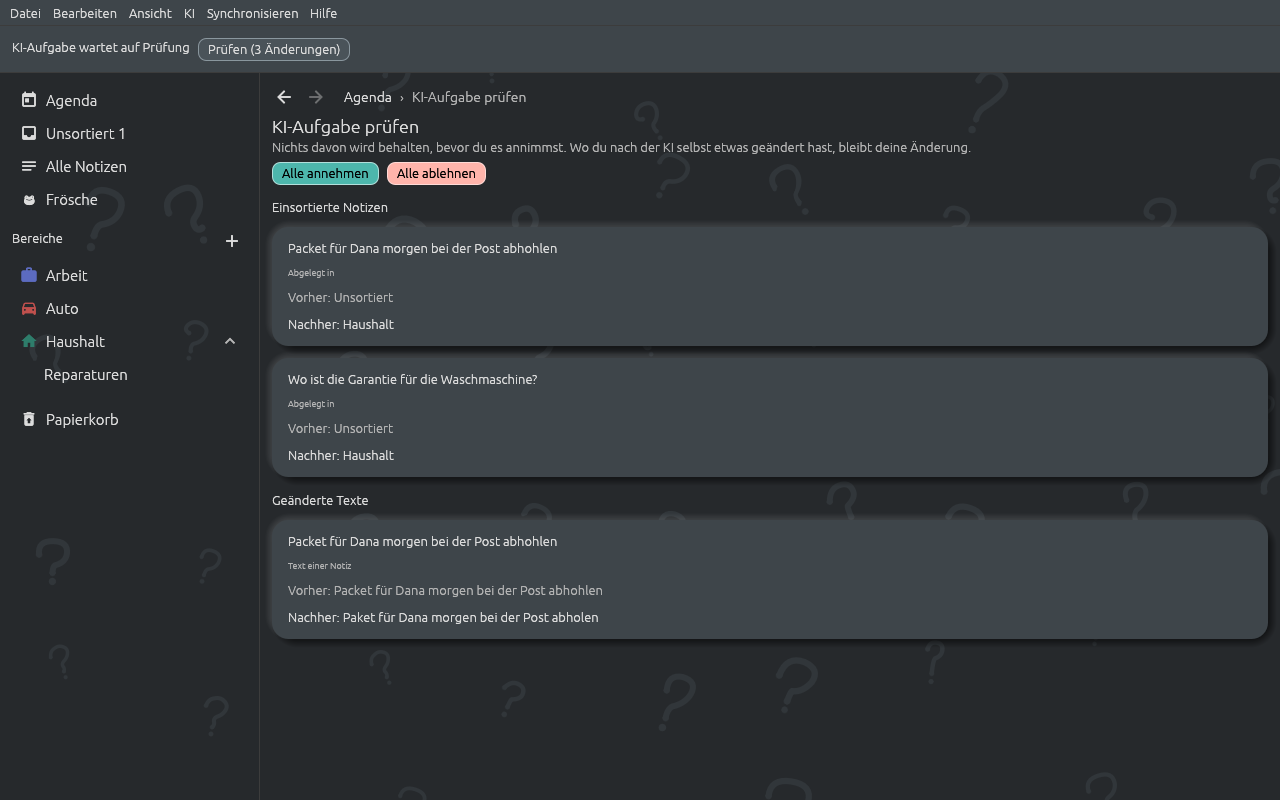 Datei Bearbeiten Ansicht KI Synchronisieren Hilfe
KI-Aufgabe wartet auf Prüfung Prüfen (3 Änderungen)
Agenda
Unsortiert 1
Alle Notizen
Frösche
Bereiche
Arbeit
Auto
Haushalt
Reparaturen
Papierkorb
Agenda › KI-Aufgabe prüfen
KI-Aufgabe prüfen
Nichts davon wird behalten, bevor du es annimmst. Wo du nach der KI selbst etwas geändert hast, bleibt deine Änderung.
Alle annehmen Alle ablehnen
Einsortierte Notizen
Packet für Dana morgen bei der Post abhohlen
Abgelegt in
Vorher: Unsortiert
Nachher: Haushalt
Wo ist die Garantie für die Waschmaschine?
Abgelegt in
Vorher: Unsortiert
Nachher: Haushalt
Geänderte Texte
Packet für Dana morgen bei der Post abhohlen
Text einer Notiz
Vorher: Packet für Dana morgen bei der Post abhohlen
Nachher: Paket für Dana morgen bei der Post abholen